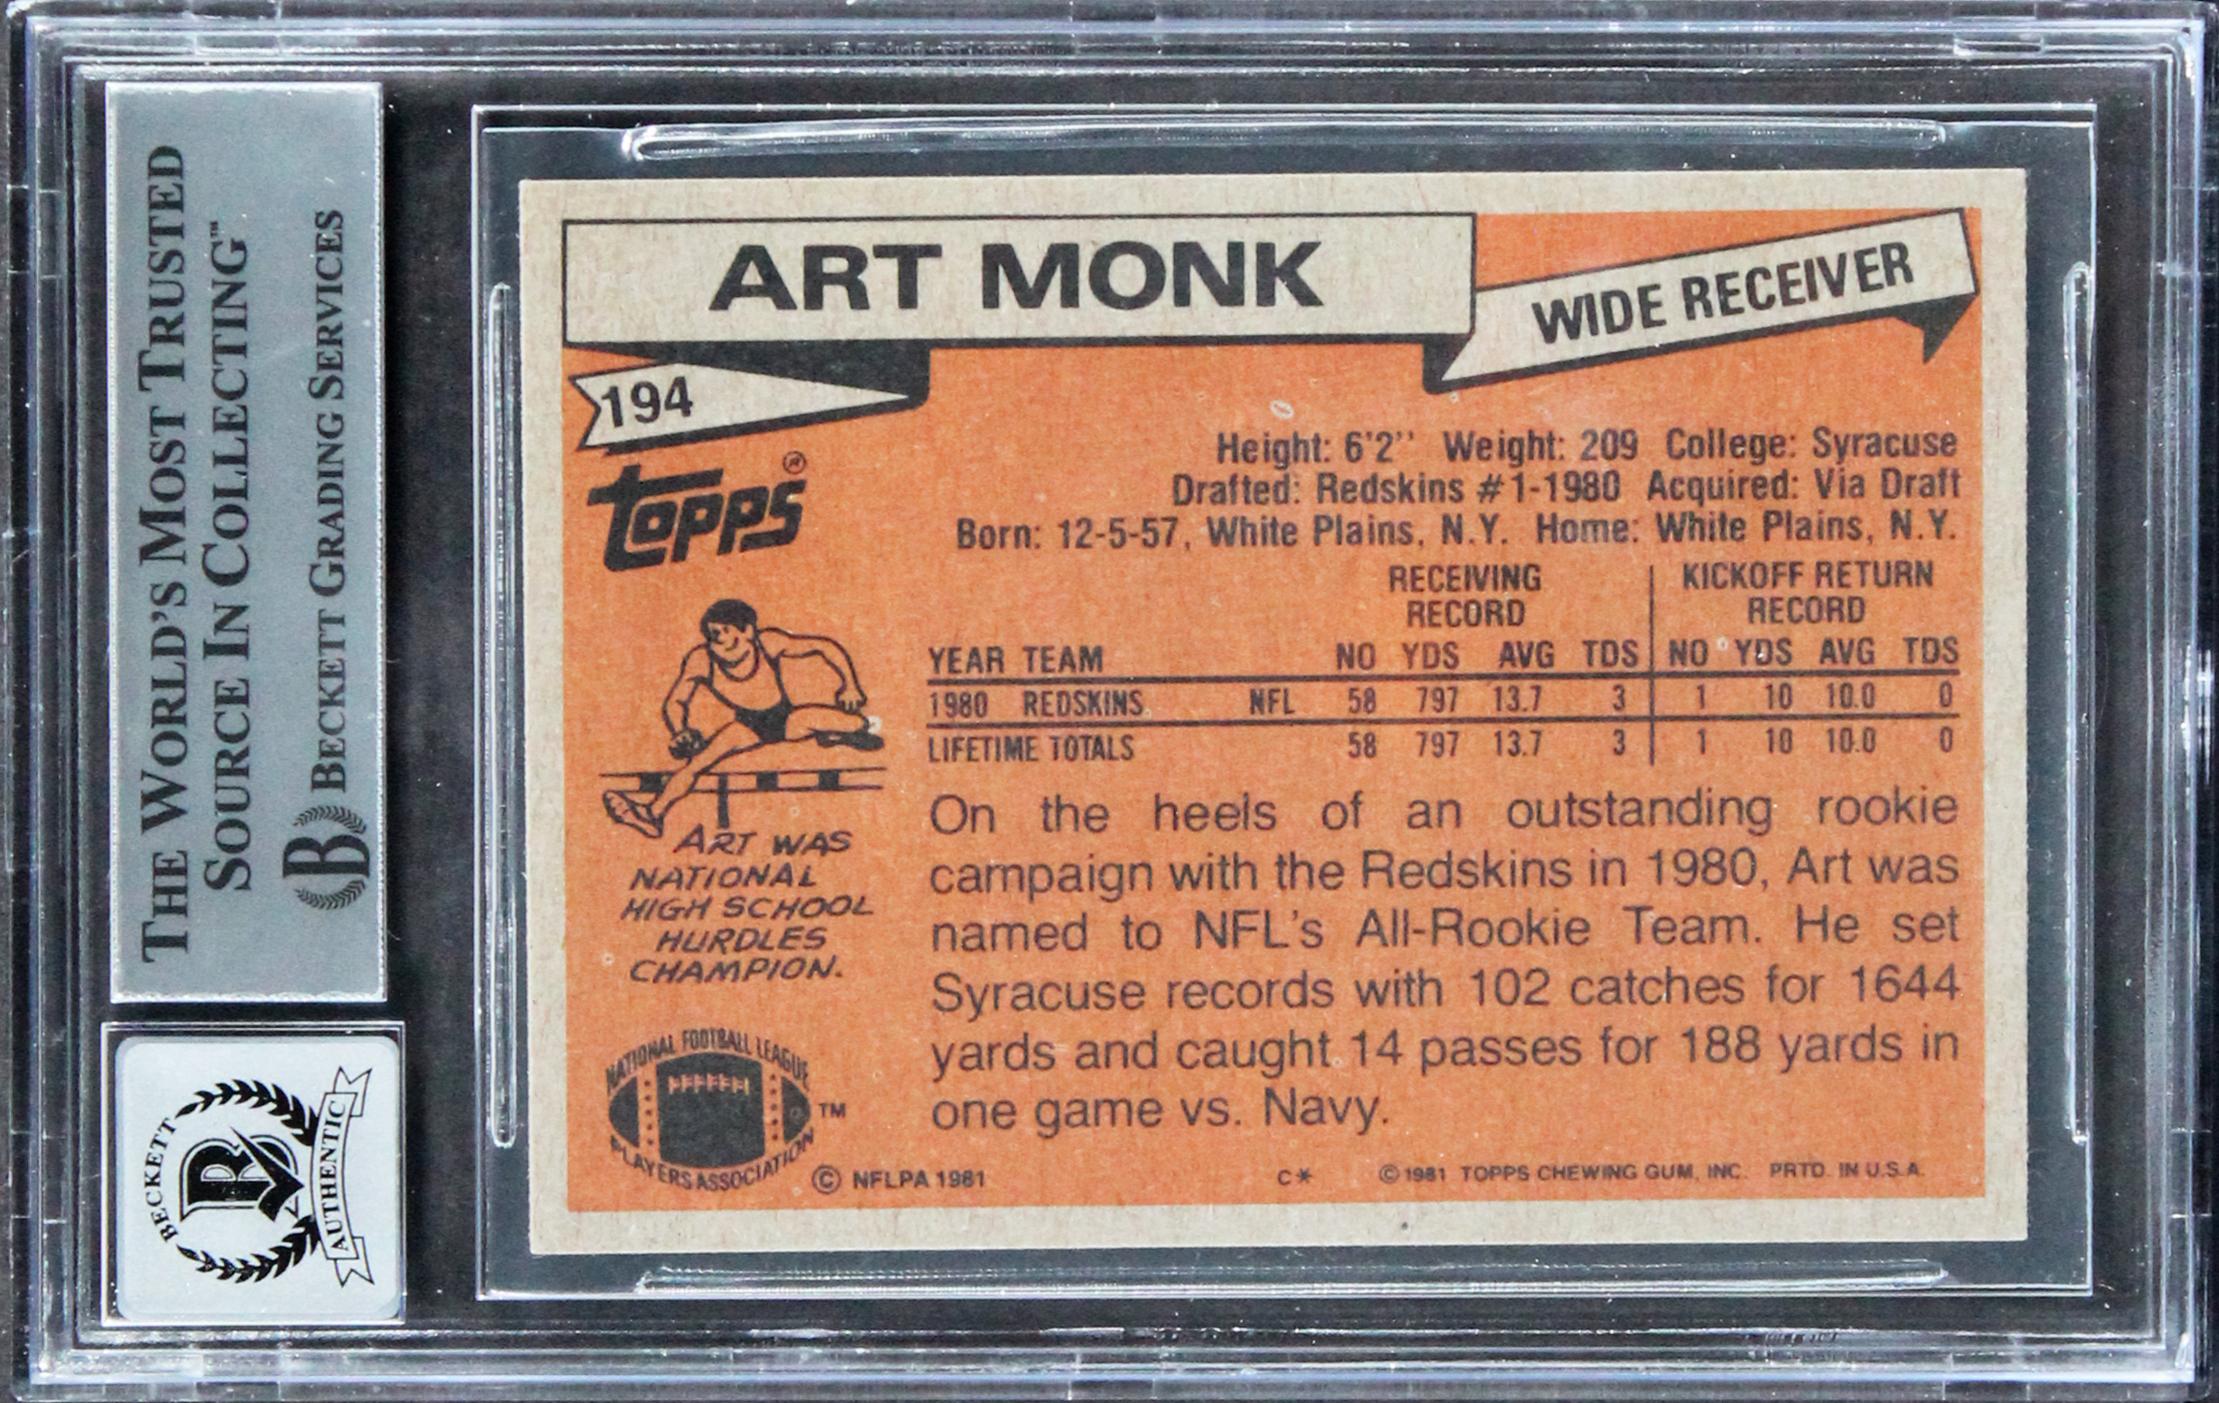 THE WORLD'S MOST TRUSTED
SOURCE IN COLLECTING™
BECKETT GRADING SERVICES
B
BECKETT
B
AUTHENTIC
ART MONK
WIDE RECEIVER
194
TOPPS®
Height: 6'2'' Weight: 209 College: Syracuse
Drafted: Redskins #1-1980 Acquired: Via Draft
Born: 12-5-57, White Plains, N.Y. Home: White Plains, N.Y.
RECEIVING RECORD KICKOFF RETURN RECORD
YEAR TEAM NO YDS AVG TDS NO YDS AVG TDS
1980 REDSKINS NFL 58 797 13.7 3 1 10 10.0 0
LIFETIME TOTALS 58 797 13.7 3 1 10 10.0 0
ART WAS
NATIONAL
HIGH SCHOOL
HURDLES
CHAMPION.
On the heels of an outstanding rookie
campaign with the Redskins in 1980, Art was
named to NFL's All-Rookie Team. He set
Syracuse records with 102 catches for 1644
yards and caught 14 passes for 188 yards in
one game vs. Navy.
NATIONAL FOOTBALL LEAGUE
PLAYERS ASSOCIATION
™
© NFLPA 1981
C*
© 1981 TOPPS CHEWING GUM, INC. PRTD. IN U.S.A.